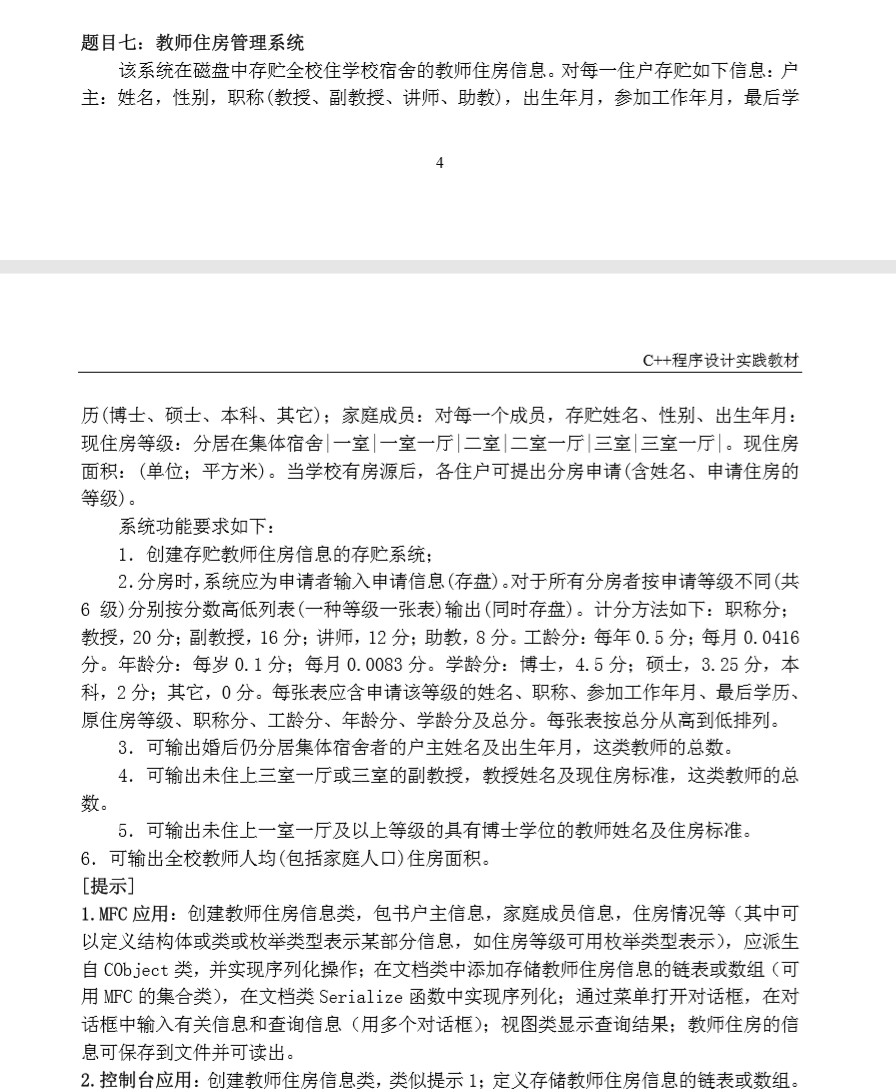 题目七：教师住房管理系统
该系统在磁盘中存贮全校住学校宿舍的教师住房信息。对每一住户存贮如下信息：户
主：姓名，性别，职称(教授、副教授、讲师、助教)，出生年月，参加工作年月，最后学
4
C++程序设计实践教材
历(博士、硕士、本科、其它)；家庭成员：对每一个成员，存贮姓名、性别、出生年月：
现住房等级：分居在集体宿舍|一室|一室一厅|二室|二室一厅|三室|三室一厅|。现住房
面积：(单位；平方米)。当学校有房源后，各住户可提出分房申请(含姓名、申请住房的
等级)。
系统功能要求如下：
1．创建存贮教师住房信息的存贮系统；
2.分房时,系统应为申请者输入申请信息(存盘)。对于所有分房者按申请等级不同(共
6 级)分别按分数高低列表(一种等级一张表)输出(同时存盘)。计分方法如下：职称分；
教授，20 分；副教授，16 分；讲师，12 分；助教，8 分。工龄分：每年 0.5 分；每月 0.0416
分。年龄分：每岁 0.1 分；每月 0.0083 分。学龄分：博士，4.5 分；硕士，3.25 分，本
科，2 分；其它，0 分。每张表应含申请该等级的姓名、职称、参加工作年月、最后学历、
原住房等级、职称分、工龄分、年龄分、学龄分及总分。每张表按总分从高到低排列。
3．可输出婚后仍分居集体宿舍者的户主姓名及出生年月，这类教师的总数。
4．可输出未住上三室一厅或三室的副教授，教授姓名及现住房标准，这类教师的总
数。
5．可输出未住上一室一厅及以上等级的具有博士学位的教师姓名及住房标准。
6．可输出全校教师人均(包括家庭人口)住房面积。
[提示]
1.MFC 应用：创建教师住房信息类，包书户主信息，家庭成员信息，住房情况等（其中可
以定义结构体或类或枚举类型表示某部分信息，如住房等级可用枚举类型表示），应派生
自 CObject 类，并实现序列化操作；在文档类中添加存储教师住房信息的链表或数组（可
用 MFC 的集合类），在文档类 Serialize 函数中实现序列化；通过菜单打开对话框，在对
话框中输入有关信息和查询信息（用多个对话框）；视图类显示查询结果；教师住房的信
息可保存到文件并可读出。
2.控制台应用：创建教师住房信息类,类似提示 1；定义存储教师住房信息的链表或数组。